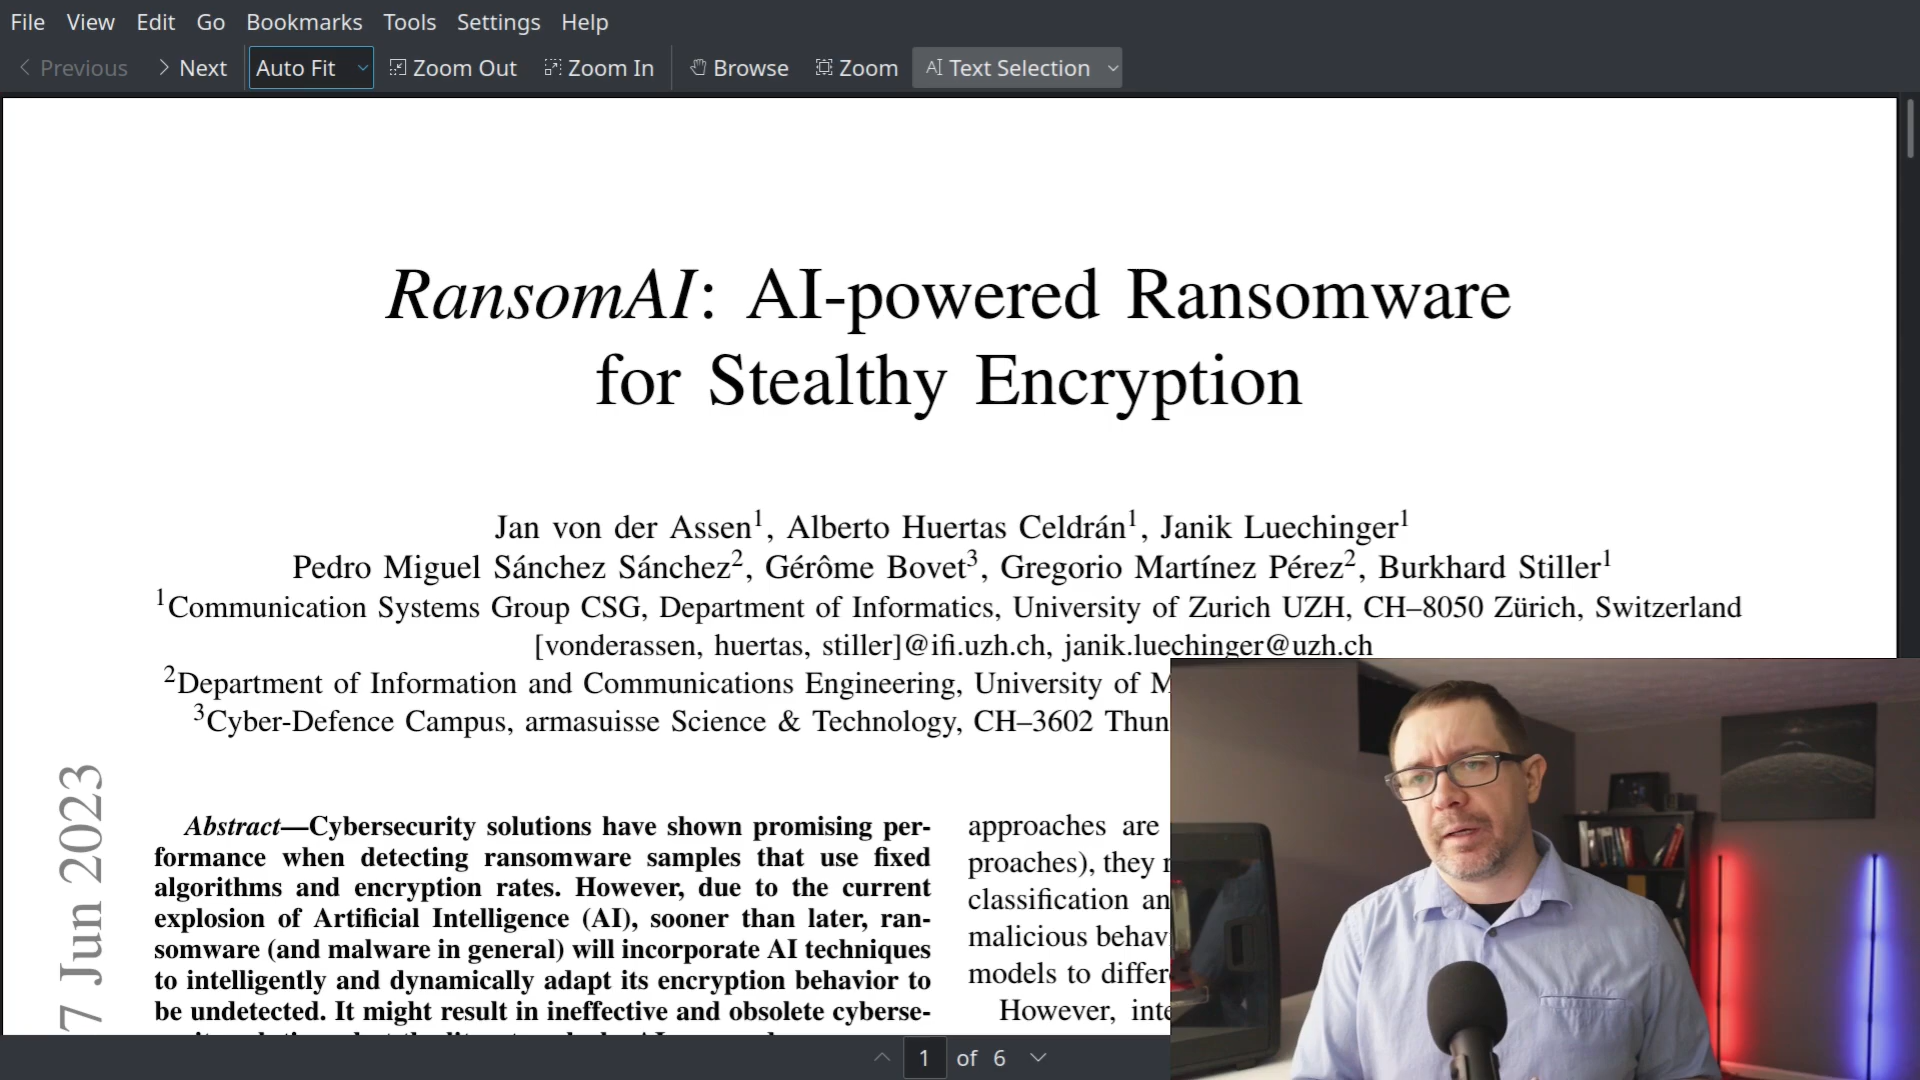 File View Edit Go Bookmarks Tools Settings Help
Previous Next Auto Fit Zoom Out Zoom In Browse Zoom Text Selection
RansomAI: AI-powered Ransomware
for Stealthy Encryption
Jan von der Assen¹, Alberto Huertas Celdrán¹, Janik Luechinger¹
Pedro Miguel Sánchez Sánchez², Gérôme Bovet³, Gregorio Martínez Pérez², Burkhard Stiller¹
¹Communication Systems Group CSG, Department of Informatics, University of Zurich UZH, CH–8050 Zürich, Switzerland
[vonderassen, huertas, stiller]@ifi.uzh.ch, janik.luechinger@uzh.ch
²Department of Information and Communications Engineering, University of M
³Cyber-Defence Campus, armasuisse Science & Technology, CH–3602 Thun
7 Jun 2023
Abstract—Cybersecurity solutions have shown promising per-
formance when detecting ransomware samples that use fixed
algorithms and encryption rates. However, due to the current
explosion of Artificial Intelligence (AI), sooner than later, ran-
somware (and malware in general) will incorporate AI techniques
to intelligently and dynamically adapt its encryption behavior to
be undetected. It might result in ineffective and obsolete cyberse-
approaches are
proaches), they
classification an
malicious behav
models to differ
However, inte
1 of 6